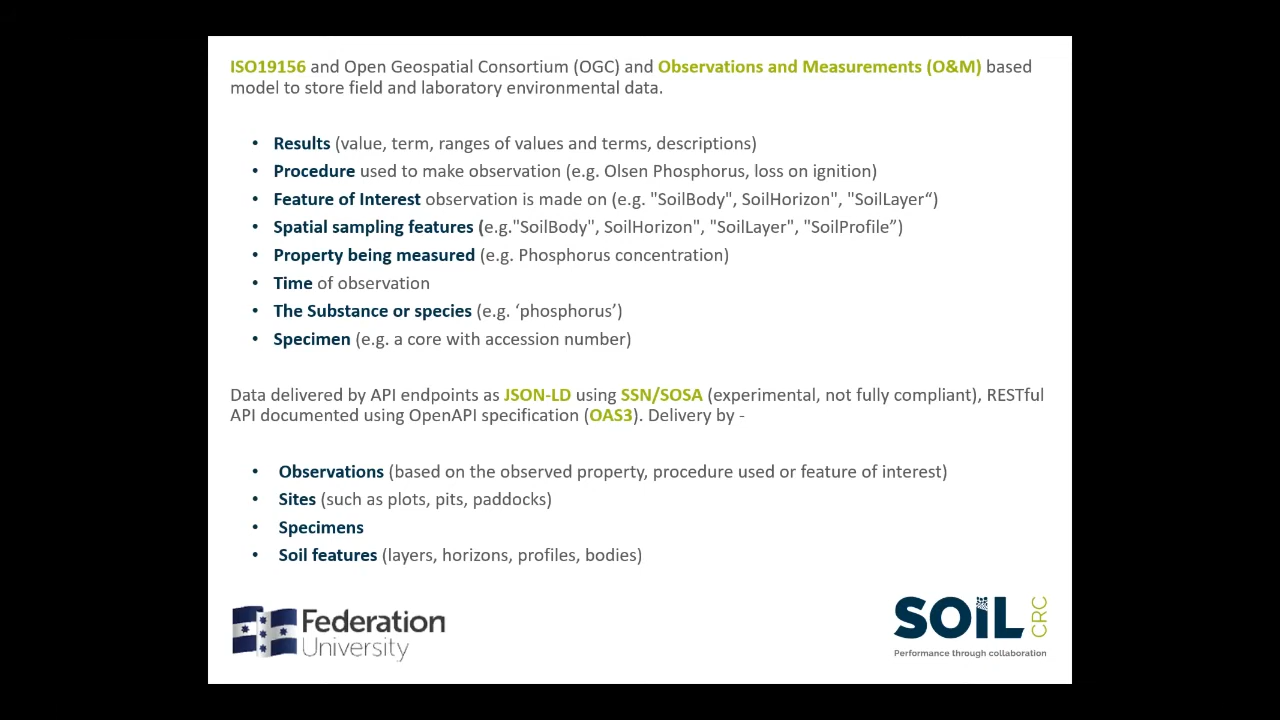 ISO19156 and Open Geospatial Consortium (OGC) and Observations and Measurements (O&M) based
model to store field and laboratory environmental data.
• Results (value, term, ranges of values and terms, descriptions)
• Procedure used to make observation (e.g. Olsen Phosphorus, loss on ignition)
• Feature of Interest observation is made on (e.g. "SoilBody", SoilHorizon", "SoilLayer“)
• Spatial sampling features (e.g."SoilBody", SoilHorizon", "SoilLayer", "SoilProfile”)
• Property being measured (e.g. Phosphorus concentration)
• Time of observation
• The Substance or species (e.g. ‘phosphorus’)
• Specimen (e.g. a core with accession number)
Data delivered by API endpoints as JSON-LD using SSN/SOSA (experimental, not fully compliant), RESTful
API documented using OpenAPI specification (OAS3). Delivery by -
• Observations (based on the observed property, procedure used or feature of interest)
• Sites (such as plots, pits, paddocks)
• Specimens
• Soil features (layers, horizons, profiles, bodies)
Federation
University
SOIL CRC
Performance through collaboration